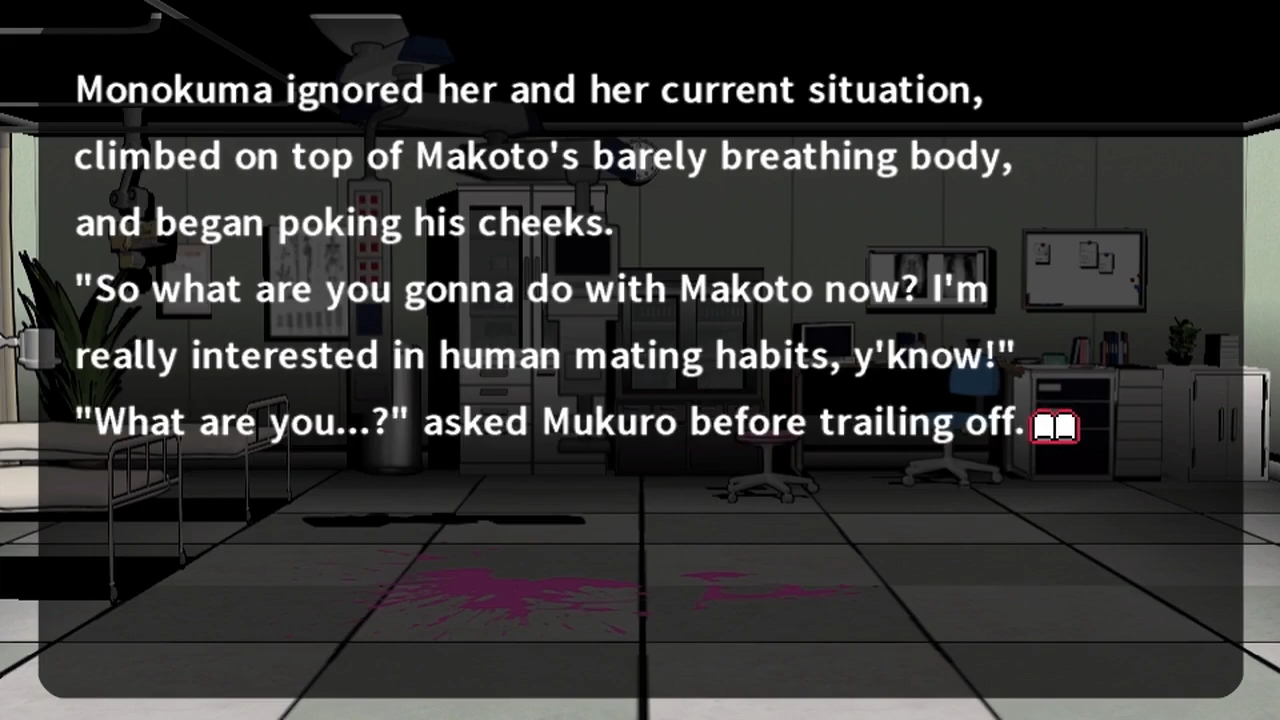 Monokuma ignored her and her current situation,
climbed on top of Makoto's barely breathing body,
and began poking his cheeks.
"So what are you gonna do with Makoto now? I'm
really interested in human mating habits, y'know!"
"What are you...?" asked Mukuro before trailing off.